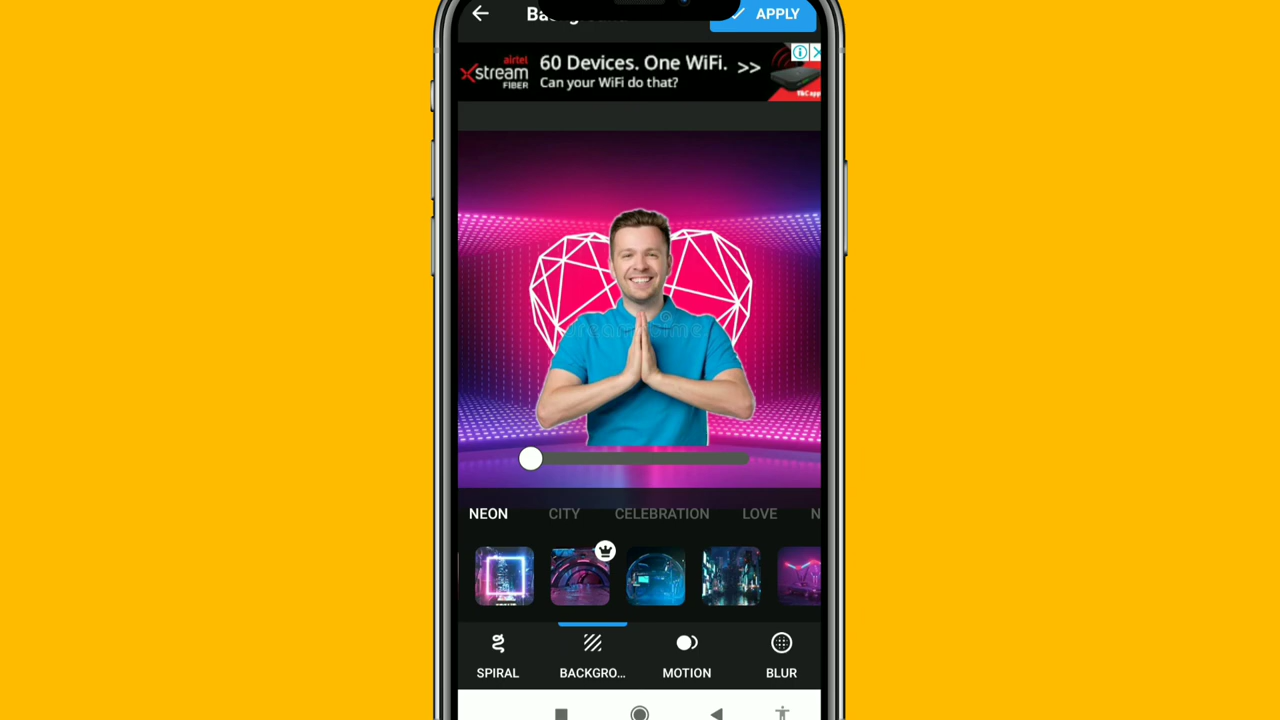 APPLY
airtel
Xstream
FIBER
60 Devices. One WiFi.
Can your WiFi do that?
>>
dreamstime
NEON
CITY
CELEBRATION
LOVE
N
SPIRAL
BACKGRO...
MOTION
BLUR